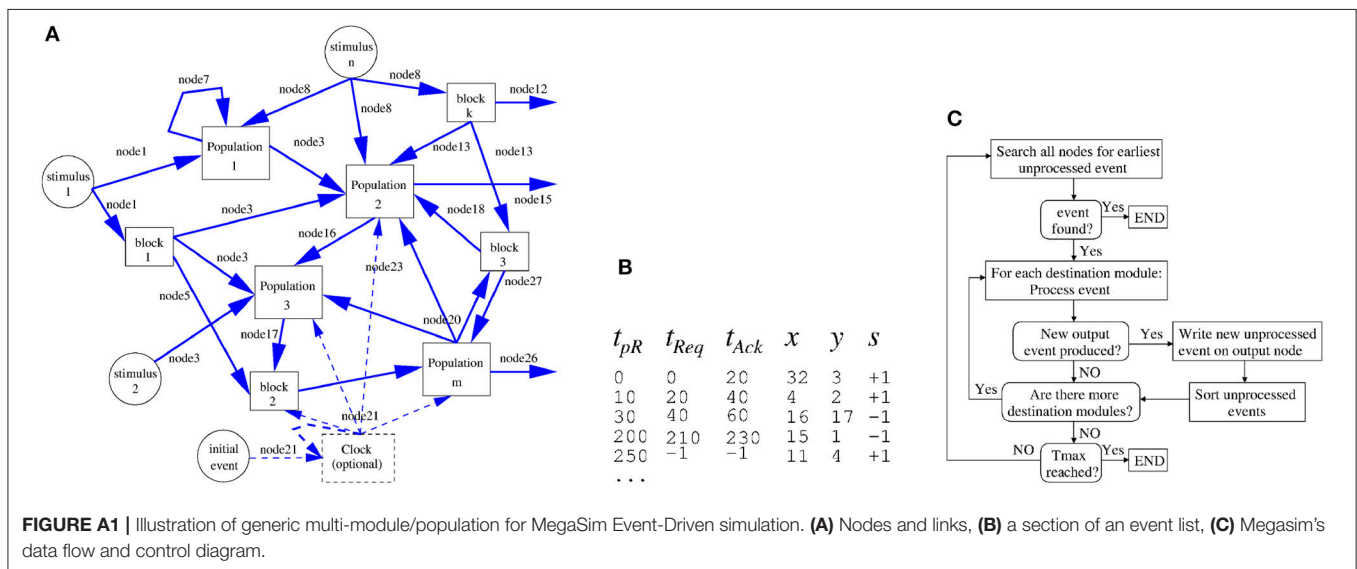 A
stimulus
n
node7
node8
node8
node8
node12
block
k
Population
1
node3
node13
node13
node1
stimulus
1
Population
2
node15
node1
node3
node18
block
1
node16
block
3
node3
node23
node27
Population
3
node5
node20
node17
node3
stimulus
2
Population
m
node26
block
2
node21
initial
event
node21
Clock
(optional)
B
tpR tReq tAck x y s
0 0 20 32 3 +1
10 20 40 4 2 +1
30 40 60 16 17 −1
200 210 230 15 1 −1
250 −1 −1 11 4 +1
...
C
Search all nodes for earliest
unprocessed event
event
found?
Yes
END
Yes
For each destination module:
Process event
New output
event produced?
Yes
Write new unprocessed
event on output node
NO
Yes
Are there more
destination modules?
Sort unprocessed
events
NO
NO
Tmax
reached?
Yes
END
FIGURE A1 | Illustration of generic multi-module/population for MegaSim Event-Driven simulation. (A) Nodes and links, (B) a section of an event list, (C) Megasim's
data flow and control diagram.